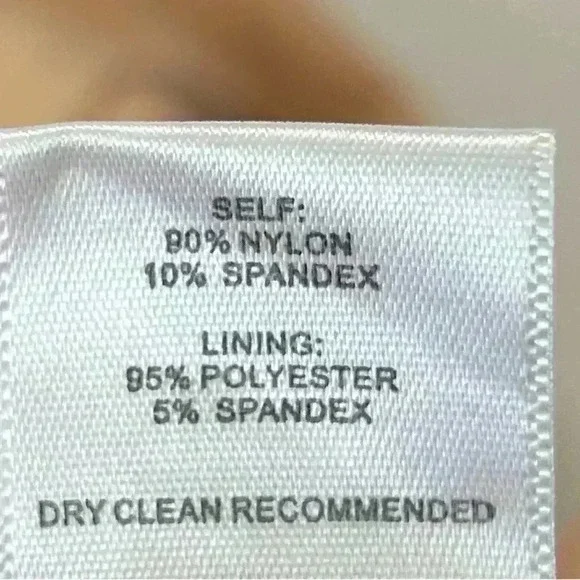 SELF:
90% NYLON
10% SPANDEX
LINING:
95% POLYESTER
5% SPANDEX
DRY CLEAN RECOMMENDED